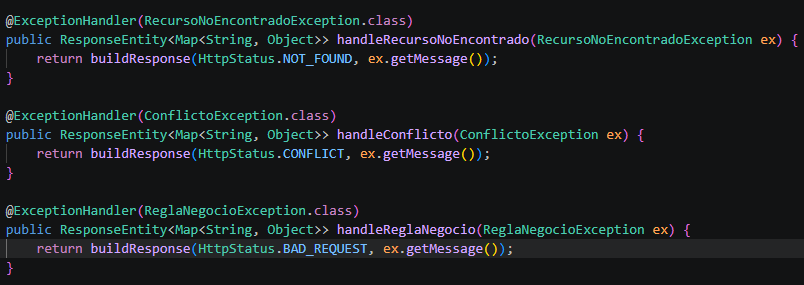 @ExceptionHandler(RecursoNoEncontradoException.class)
public ResponseEntity<Map<String, Object>> handleRecursoNoEncontrado(RecursoNoEncontradoException ex) {
    return buildResponse(HttpStatus.NOT_FOUND, ex.getMessage());
}

@ExceptionHandler(ConflictoException.class)
public ResponseEntity<Map<String, Object>> handleConflicto(ConflictoException ex) {
    return buildResponse(HttpStatus.CONFLICT, ex.getMessage());
}

@ExceptionHandler(ReglaNegocioException.class)
public ResponseEntity<Map<String, Object>> handleReglaNegocio(ReglaNegocioException ex) {
    return buildResponse(HttpStatus.BAD_REQUEST, ex.getMessage());
}